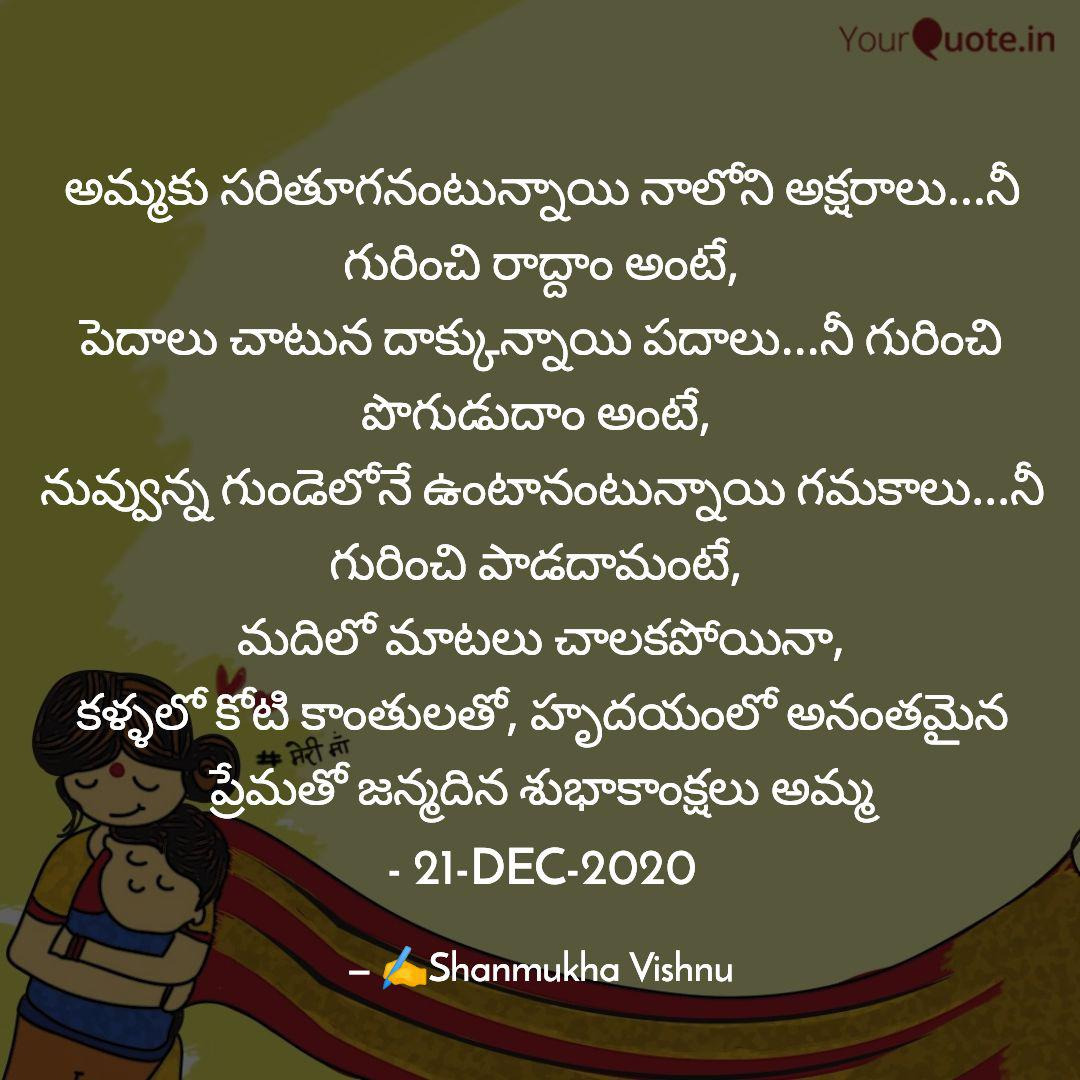 YourQuote.in
అమ్మకు సరితూగనంటున్నాయి నాలోని అక్షరాలు...నీ
గురించి రాద్దాం అంటే,
పెదాలు చాటున దాక్కున్నాయి పదాలు...నీ గురించి
పొగుడుదాం అంటే,
నువ్వున్న గుండెలోనే ఉంటానంటున్నాయి గమకాలు...నీ
గురించి పాడదామంటే,
మదిలో మాటలు చాలకపోయినా,
కళ్ళలో కోటి కాంతులతో, హృదయంలో అనంతమైన
# मेरी माँ
ప్రేమతో జన్మదిన శుభాకాంక్షలు అమ్మ
- 21-DEC-2020
– ✍️Shanmukha Vishnu